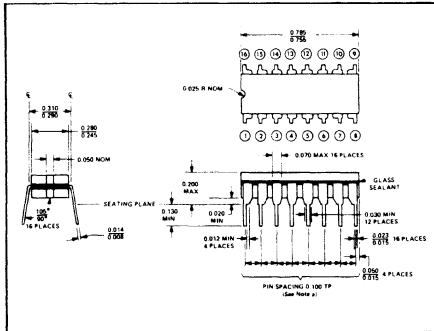 0.785
0.756
16 15 14 13 12 11 10 9
0.025 R NOM
1 2 3 4 5 6 7 8
℄ ℄
0.310
0.290
0.280
0.245
0.050 NOM
0.070 MAX 16 PLACES
0.200
MAX
GLASS
SEALANT
SEATING PLANE
0.130
MIN
0.020
MIN
0.030 MIN
12 PLACES
105°
90°
16 PLACES
0.014
0.008
0.012 MIN
4 PLACES
0.023
0.015
16 PLACES
0.050
0.015
4 PLACES
PIN SPACING 0.100 TP
(See Note a)